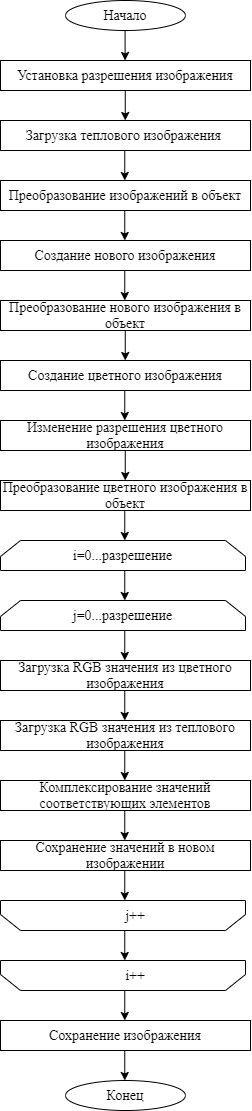 Начало
Установка разрешения изображения
Загрузка теплового изображения
Преобразование изображений в объект
Создание нового изображения
Преобразование нового изображения в
объект
Создание цветного изображения
Изменение разрешения цветного
изображения
Преобразование цветного изображения в
объект
i=0...разрешение
j=0...разрешение
Загрузка RGB значения из цветного
изображения
Загрузка RGB значения из теплового
изображения
Комплексирование значений
соответствующих элементов
Сохранение значений в новом
изображении
j++
i++
Сохранение изображения
Конец